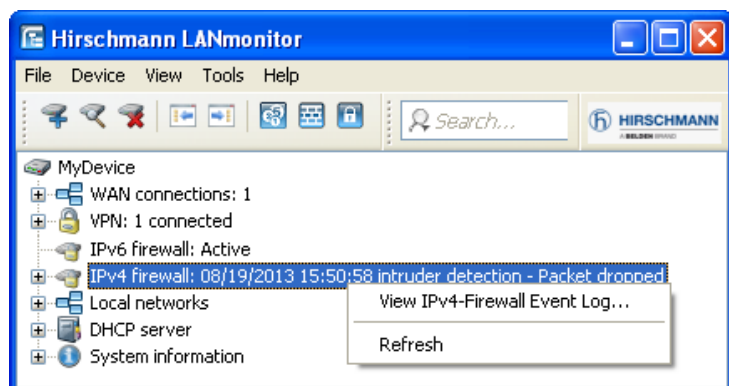 Hirschmann LANmonitor
File Device View Tools Help
Search...
HIRSCHMANN
A BELDEN BRAND
MyDevice
WAN connections: 1
VPN: 1 connected
IPv6 firewall: Active
IPv4 firewall: 08/19/2013 15:50:58 intruder detection - Packet dropped
View IPv4-Firewall Event Log...
Local networks
Refresh
DHCP server
System information